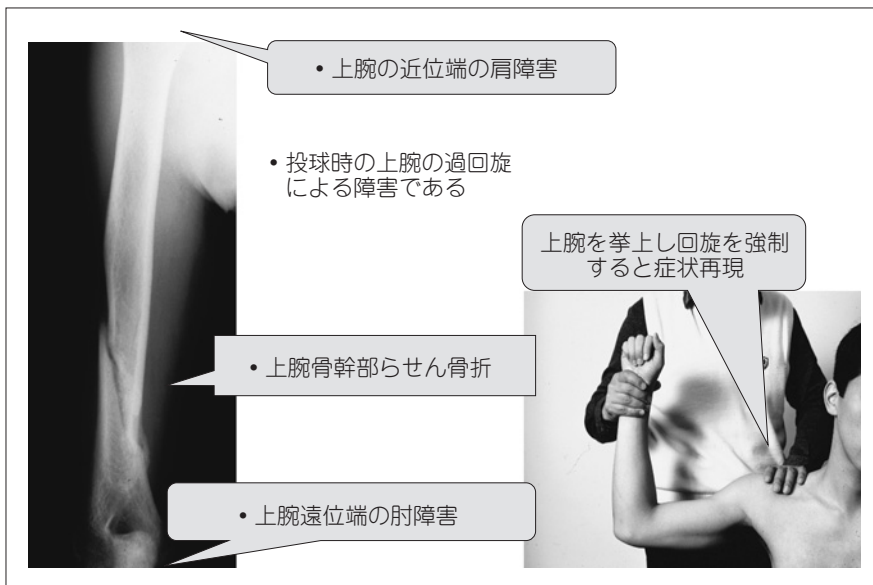 • 上腕の近位端の肩障害
• 投球時の上腕の過回旋
による障害である
上腕を挙上し回旋を強制
すると症状再現
• 上腕骨幹部らせん骨折
• 上腕遠位端の肘障害